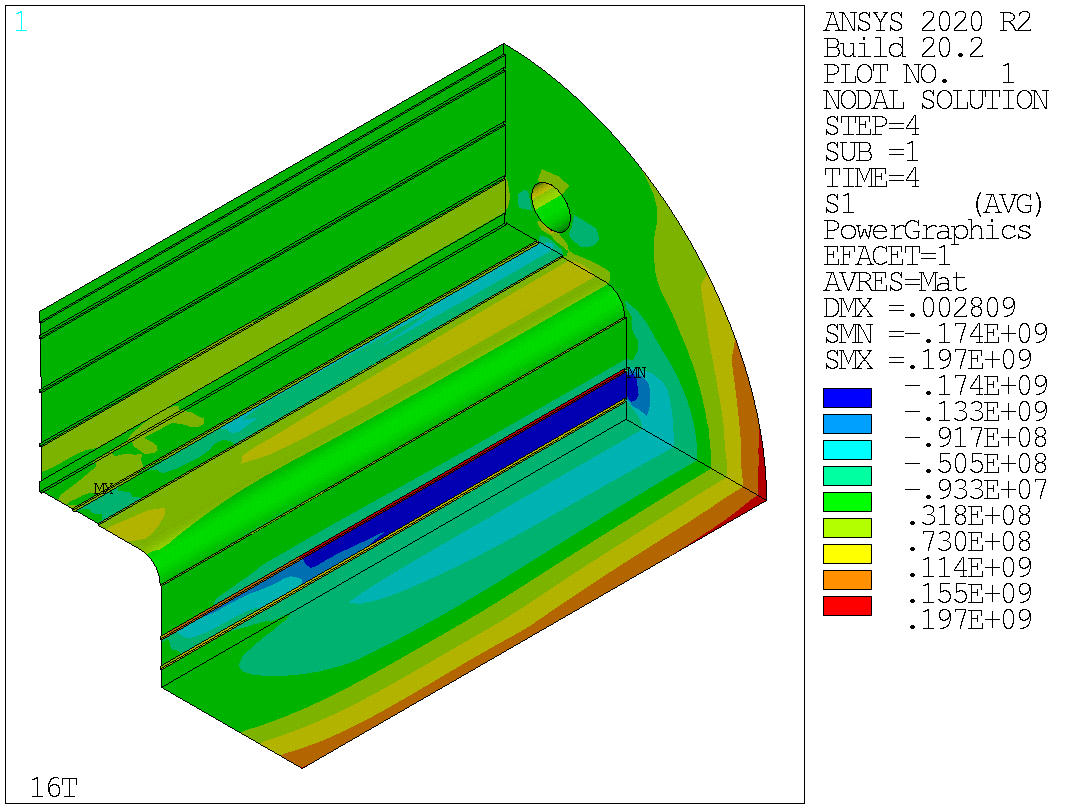 1
ANSYS 2020 R2
Build 20.2
PLOT NO. 1
NODAL SOLUTION
STEP=4
SUB =1
TIME=4
S1 (AVG)
PowerGraphics
EFACET=1
AVRES=Mat
DMX =.002809
SMN =-.174E+09
SMX =.197E+09
-.174E+09
-.133E+09
-.917E+08
-.505E+08
-.933E+07
.318E+08
.730E+08
.114E+09
.155E+09
.197E+09
MN
MX
16T